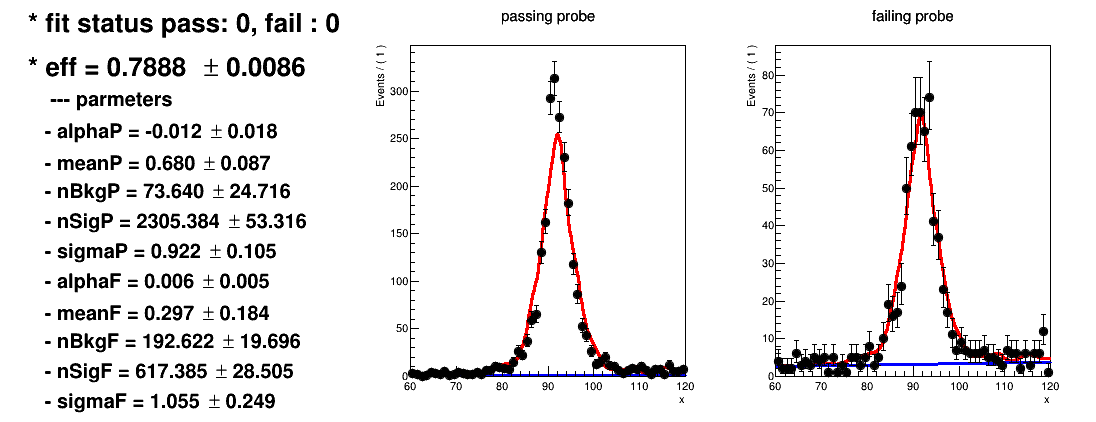 * fit status pass: 0, fail : 0
* eff = 0.7888 ± 0.0086
--- parmeters
- alphaP = -0.012 ± 0.018
- meanP = 0.680 ± 0.087
- nBkgP = 73.640 ± 24.716
- nSigP = 2305.384 ± 53.316
- sigmaP = 0.922 ± 0.105
- alphaF = 0.006 ± 0.005
- meanF = 0.297 ± 0.184
- nBkgF = 192.622 ± 19.696
- nSigF = 617.385 ± 28.505
- sigmaF = 1.055 ± 0.249
passing probe
Events / ( 1 )
300
250
200
150
100
50
0
60 70 80 90 100 110 120
x
failing probe
Events / ( 1 )
80
70
60
50
40
30
20
10
0
60 70 80 90 100 110 120
x